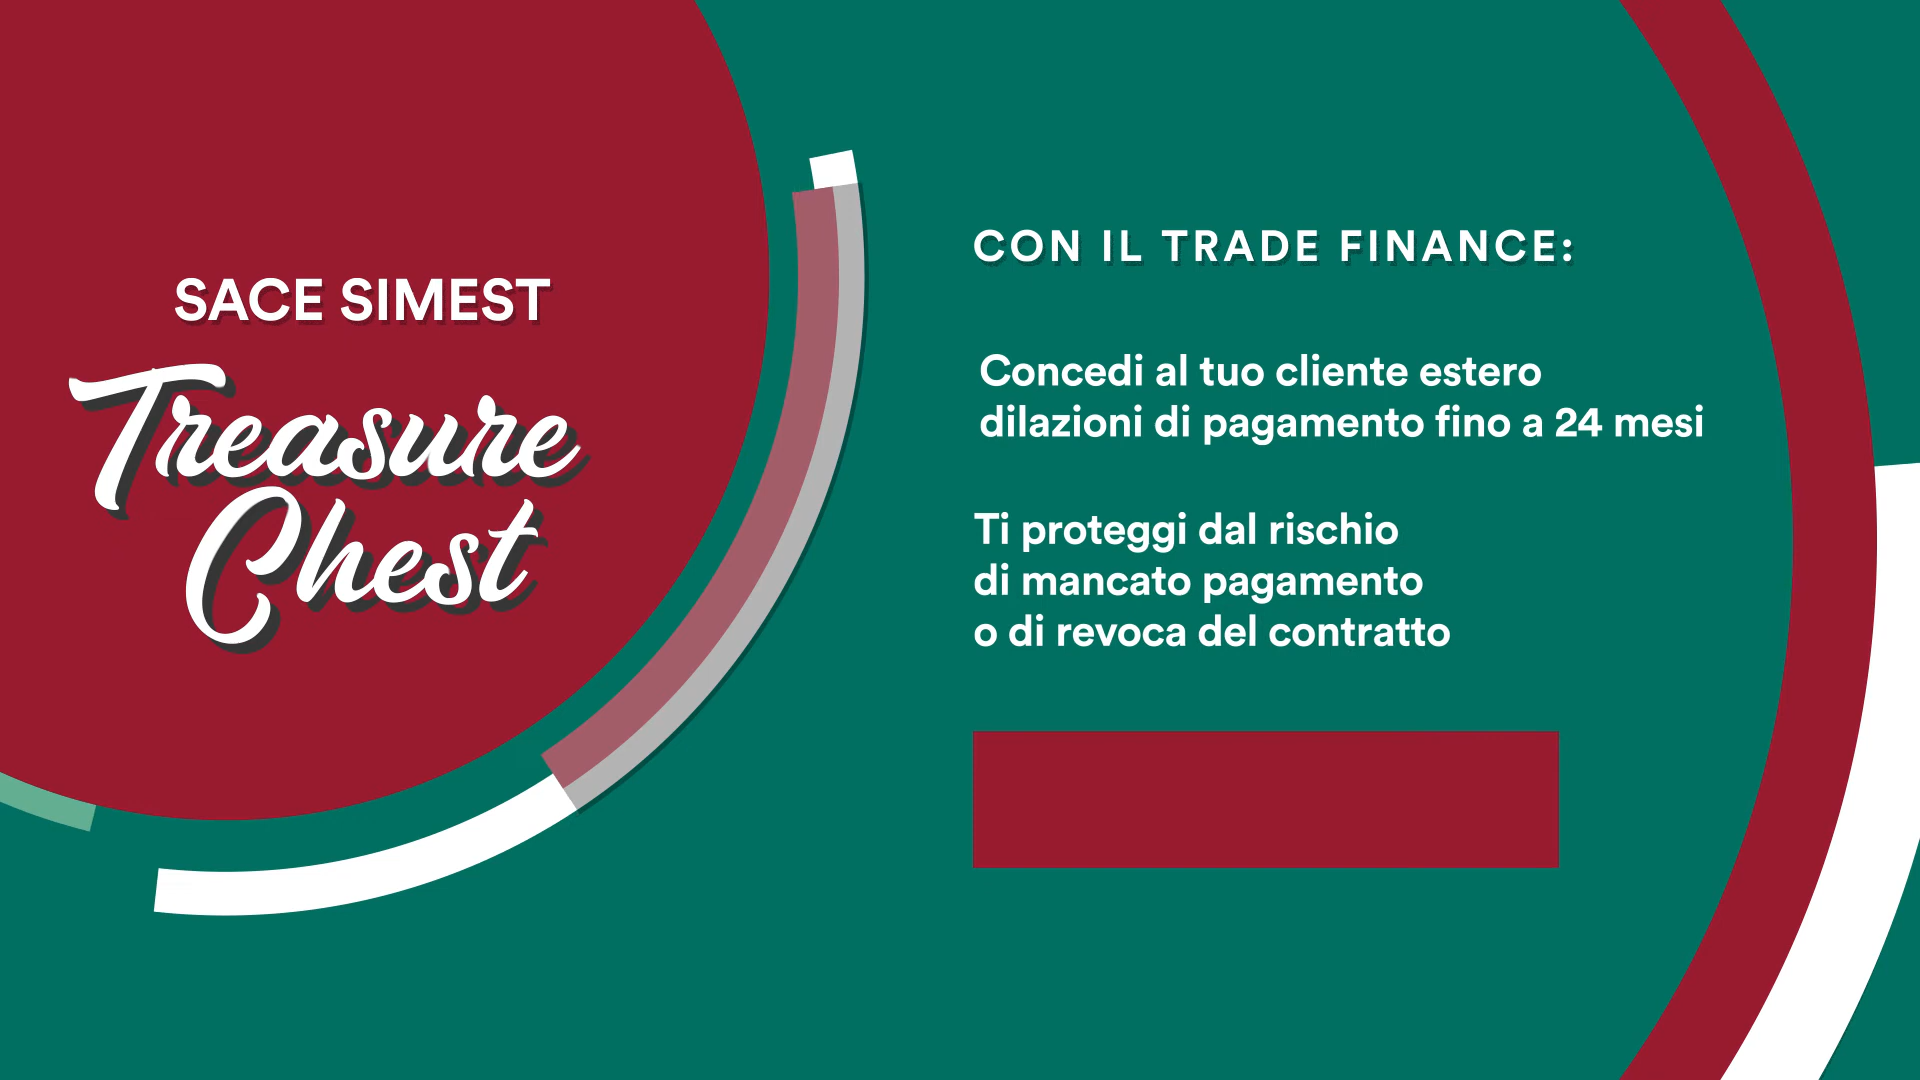 SACE SIMEST
Treasure
Chest
CON IL TRADE FINANCE:
Concedi al tuo cliente estero
dilazioni di pagamento fino a 24 mesi
Ti proteggi dal rischio
di mancato pagamento
o di revoca del contratto